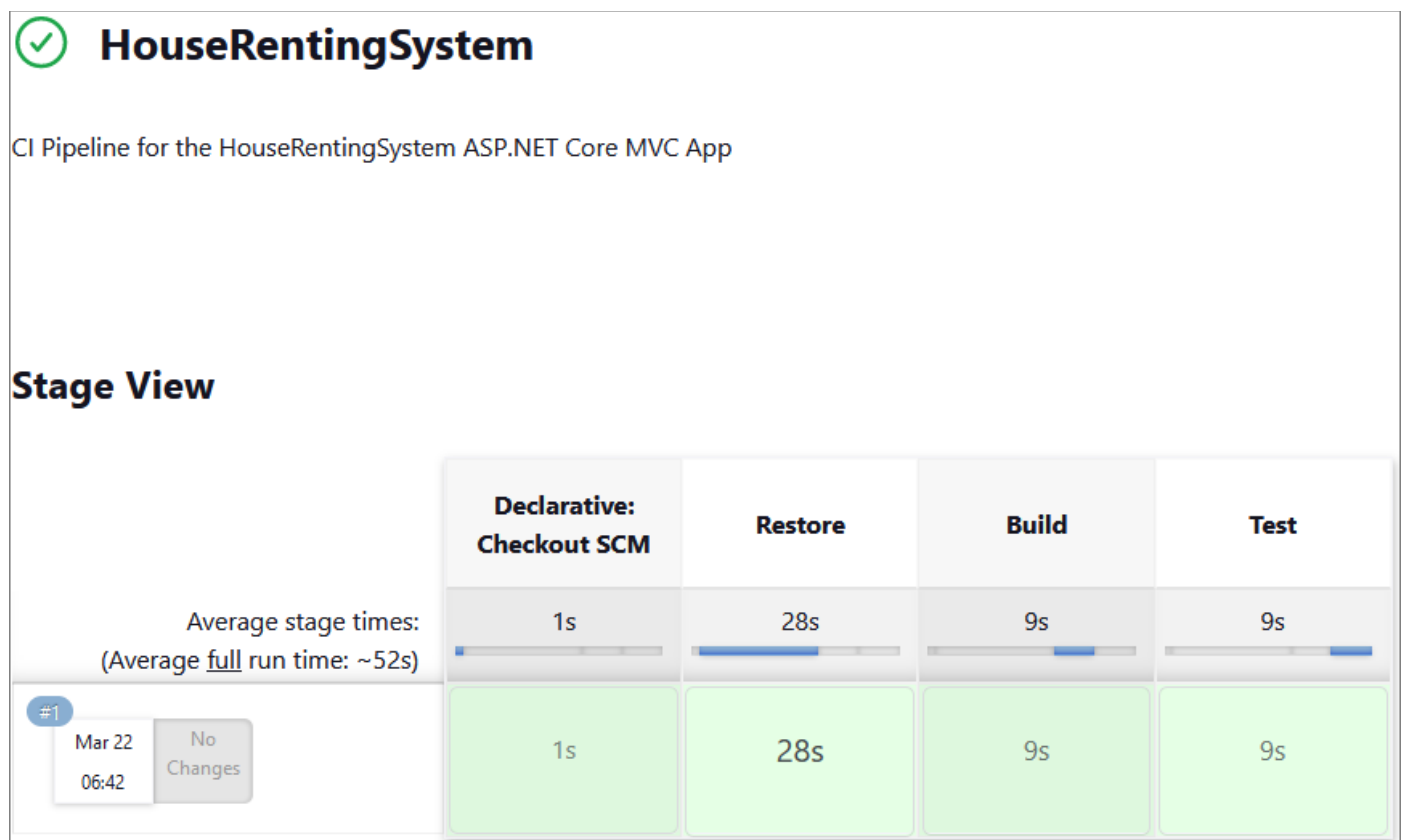 HouseRentingSystem
CI Pipeline for the HouseRentingSystem ASP.NET Core MVC App
Stage View
Declarative:
Checkout SCM
Restore
Build
Test
Average stage times:
(Average full run time: ~52s)
1s
28s
9s
9s
#1
Mar 22
06:42
No
Changes
1s
28s
9s
9s